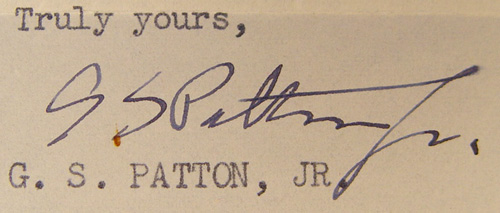 Truly yours,
G S Patton Jr.
G. S. PATTON, JR.